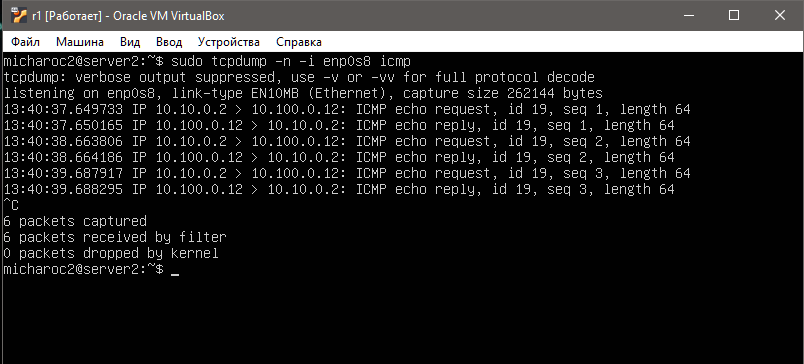 r1 [Работает] - Oracle VM VirtualBox
Файл Машина Вид Ввод Устройства Справка
micharoc2@server2:~$ sudo tcpdump -n -i enp0s8 icmp
tcpdump: verbose output suppressed, use -v or -vv for full protocol decode
listening on enp0s8, link-type EN10MB (Ethernet), capture size 262144 bytes
13:40:37.649733 IP 10.10.0.2 > 10.100.0.12: ICMP echo request, id 19, seq 1, length 64
13:40:37.650165 IP 10.100.0.12 > 10.10.0.2: ICMP echo reply, id 19, seq 1, length 64
13:40:38.663806 IP 10.10.0.2 > 10.100.0.12: ICMP echo request, id 19, seq 2, length 64
13:40:38.664186 IP 10.100.0.12 > 10.10.0.2: ICMP echo reply, id 19, seq 2, length 64
13:40:39.687917 IP 10.10.0.2 > 10.100.0.12: ICMP echo request, id 19, seq 3, length 64
13:40:39.688295 IP 10.100.0.12 > 10.10.0.2: ICMP echo reply, id 19, seq 3, length 64
^C
6 packets captured
6 packets received by filter
0 packets dropped by kernel
micharoc2@server2:~$ _